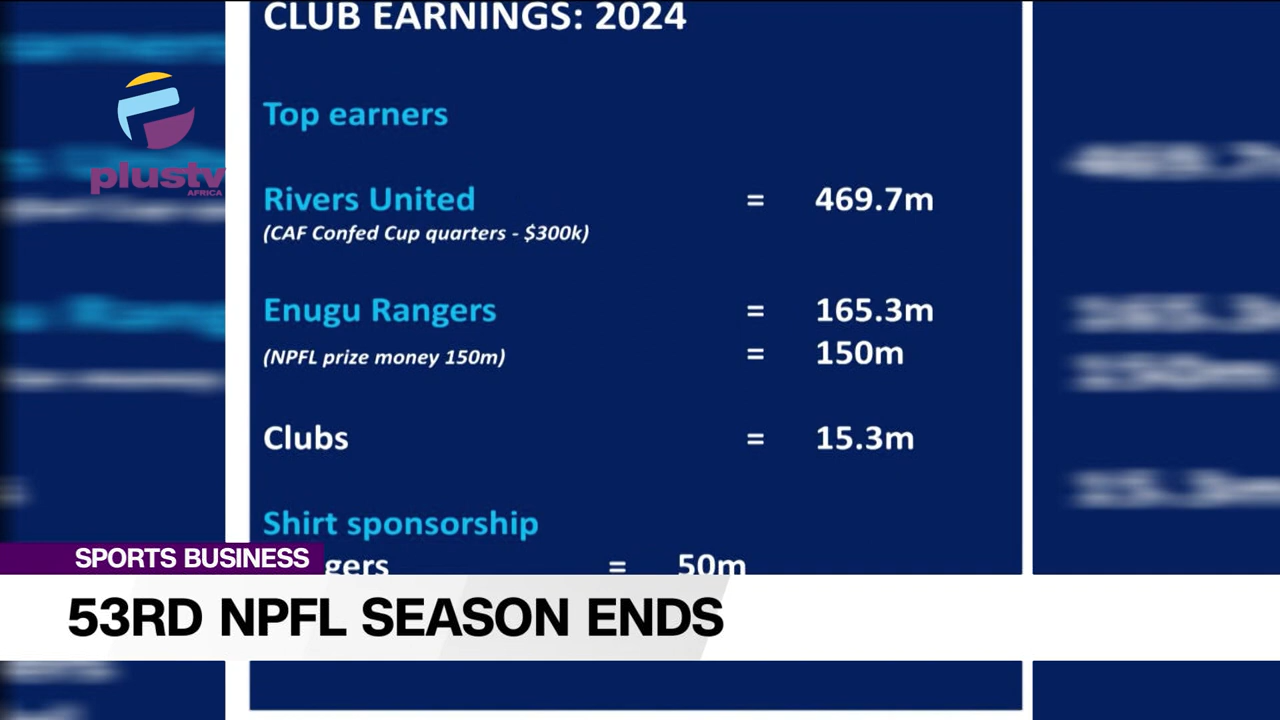 CLUB EARNINGS: 2024
plustv
AFRICA
Top earners
Rivers United = 469.7m
(CAF Confed Cup quarters - $300k)
Enugu Rangers = 165.3m
(NPFL prize money 150m) = 150m
Clubs = 15.3m
Shirt sponsorship
gers = 50m
SPORTS BUSINESS
53RD NPFL SEASON ENDS